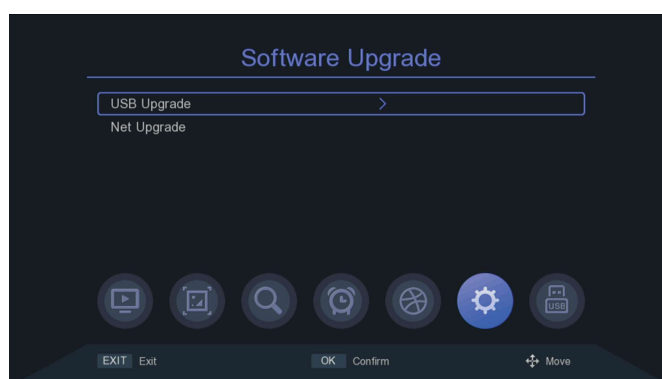 Software Upgrade
USB Upgrade >
Net Upgrade
USB
EXIT Exit OK Confirm Move